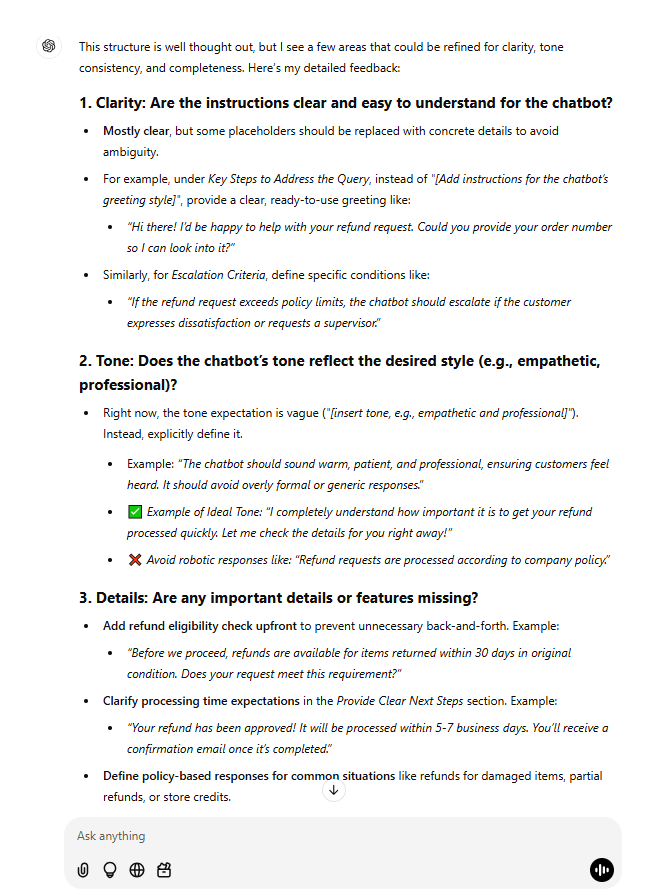 This structure is well thought out, but I see a few areas that could be refined for clarity, tone
consistency, and completeness. Here's my detailed feedback:
1. Clarity: Are the instructions clear and easy to understand for the chatbot?
• Mostly clear, but some placeholders should be replaced with concrete details to avoid
ambiguity.
• For example, under Key Steps to Address the Query, instead of "[Add instructions for the chatbot's
greeting style]", provide a clear, ready-to-use greeting like:
• "Hi there! I'd be happy to help with your refund request. Could you provide your order number
so I can look into it?"
• Similarly, for Escalation Criteria, define specific conditions like:
• "If the refund request exceeds policy limits, the chatbot should escalate if the customer
expresses dissatisfaction or requests a supervisor."
2. Tone: Does the chatbot's tone reflect the desired style (e.g., empathetic,
professional)?
• Right now, the tone expectation is vague ("[insert tone, e.g., empathetic and professional]").
Instead, explicitly define it.
• Example: "The chatbot should sound warm, patient, and professional, ensuring customers feel
heard. It should avoid overly formal or generic responses."
• ✅ Example of Ideal Tone: "I completely understand how important it is to get your refund
processed quickly. Let me check the details for you right away!"
• ❌ Avoid robotic responses like: "Refund requests are processed according to company policy."
3. Details: Are any important details or features missing?
• Add refund eligibility check upfront to prevent unnecessary back-and-forth. Example:
• "Before we proceed, refunds are available for items returned within 30 days in original
condition. Does your request meet this requirement?"
• Clarify processing time expectations in the Provide Clear Next Steps section. Example:
• "Your refund has been approved! It will be processed within 5-7 business days. You'll receive a
confirmation email once it's completed."
• Define policy-based responses for common situations like refunds for damaged items, partial
refunds, or store credits.
Ask anything